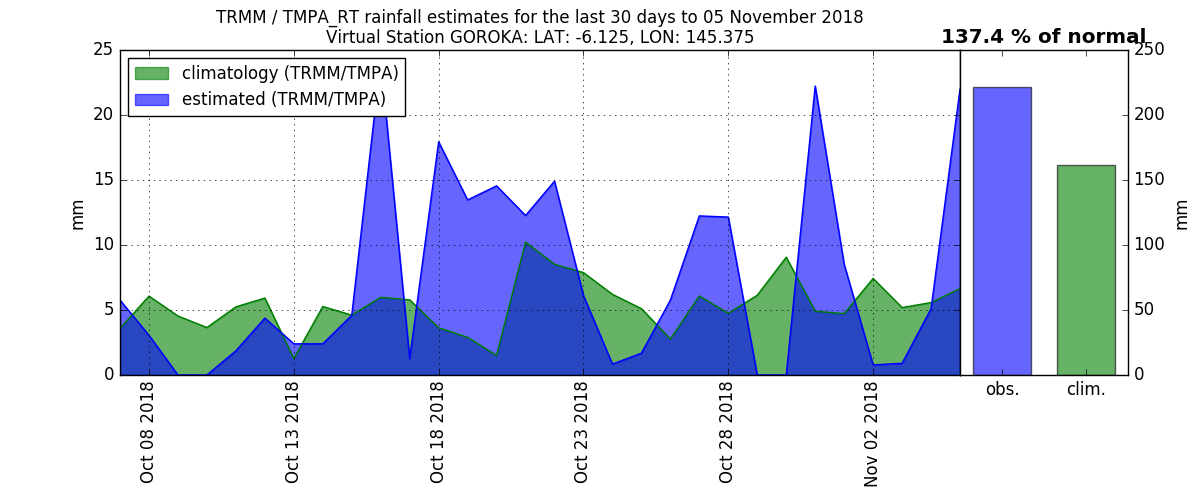 TRMM / TMPA_RT rainfall estimates for the last 30 days to 05 November 2018
Virtual Station GOROKA: LAT: -6.125, LON: 145.375
137.4 % of normal
climatology (TRMM/TMPA)
estimated (TRMM/TMPA)
25
20
15
10
5
0
mm
Oct 08 2018
Oct 13 2018
Oct 18 2018
Oct 23 2018
Oct 28 2018
Nov 02 2018
obs.
clim.
250
200
150
100
50
0
mm